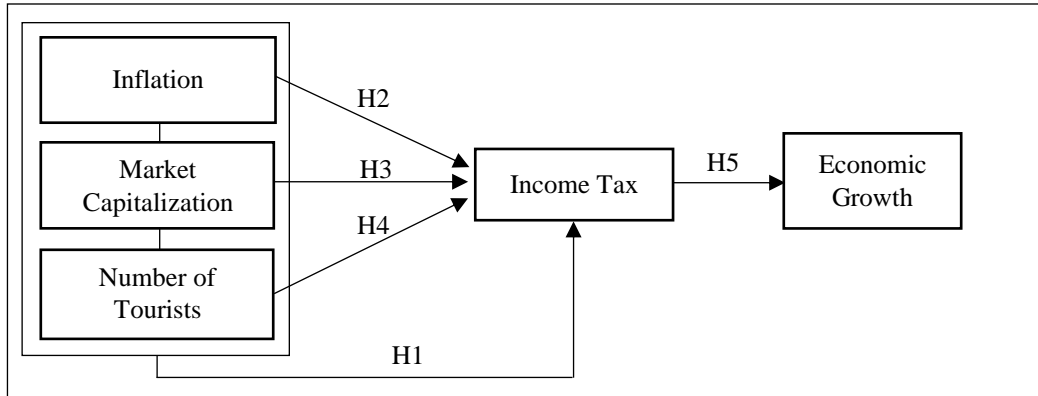 Inflation
Market
Capitalization
Number of
Tourists
H2
H3
H4
H1
Income Tax
H5
Economic
Growth